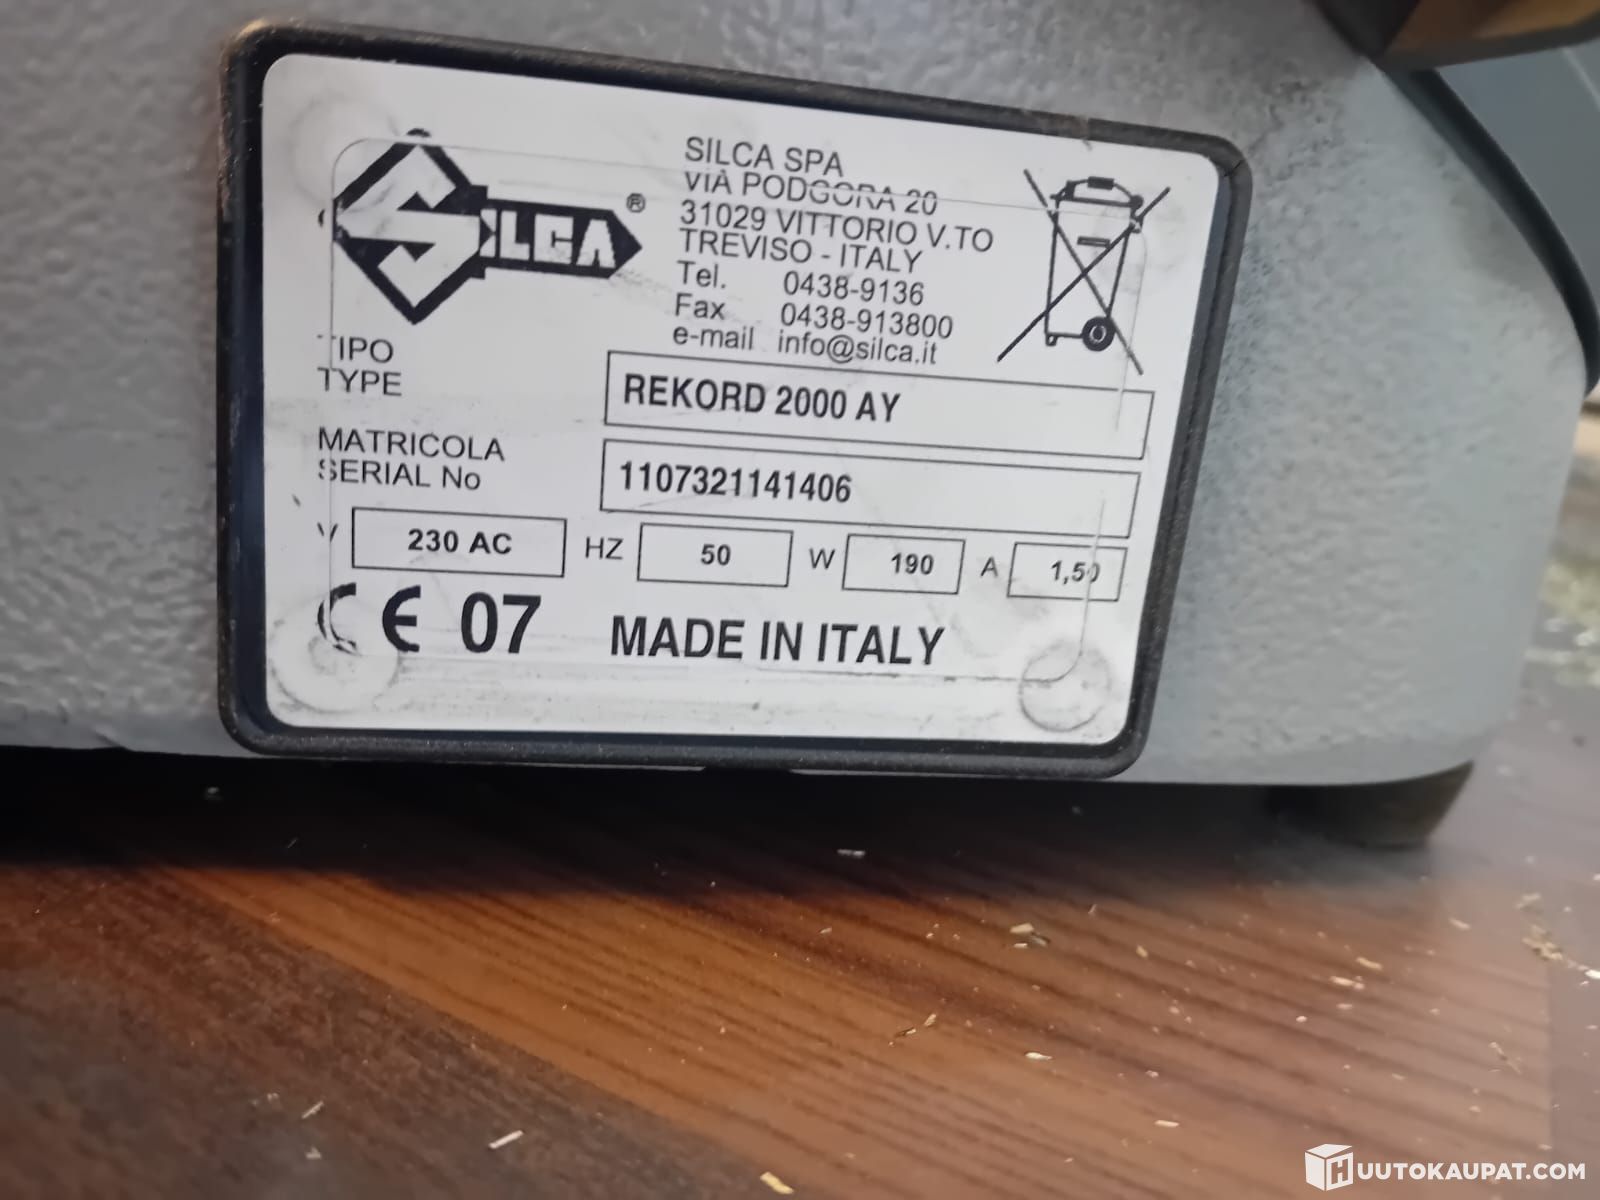 SILCA®
SILCA SPA
VIA PODGORA 20
31029 VITTORIO V.TO
TREVISO - ITALY
Tel. 0438-9136
Fax 0438-913800
e-mail info@silca.it
TIPO
TYPE
REKORD 2000 AY
MATRICOLA
SERIAL No
1107321141406
V 230 AC HZ 50 W 190 A 1,50
CE 07 MADE IN ITALY
HUUTOKAUPAT.COM